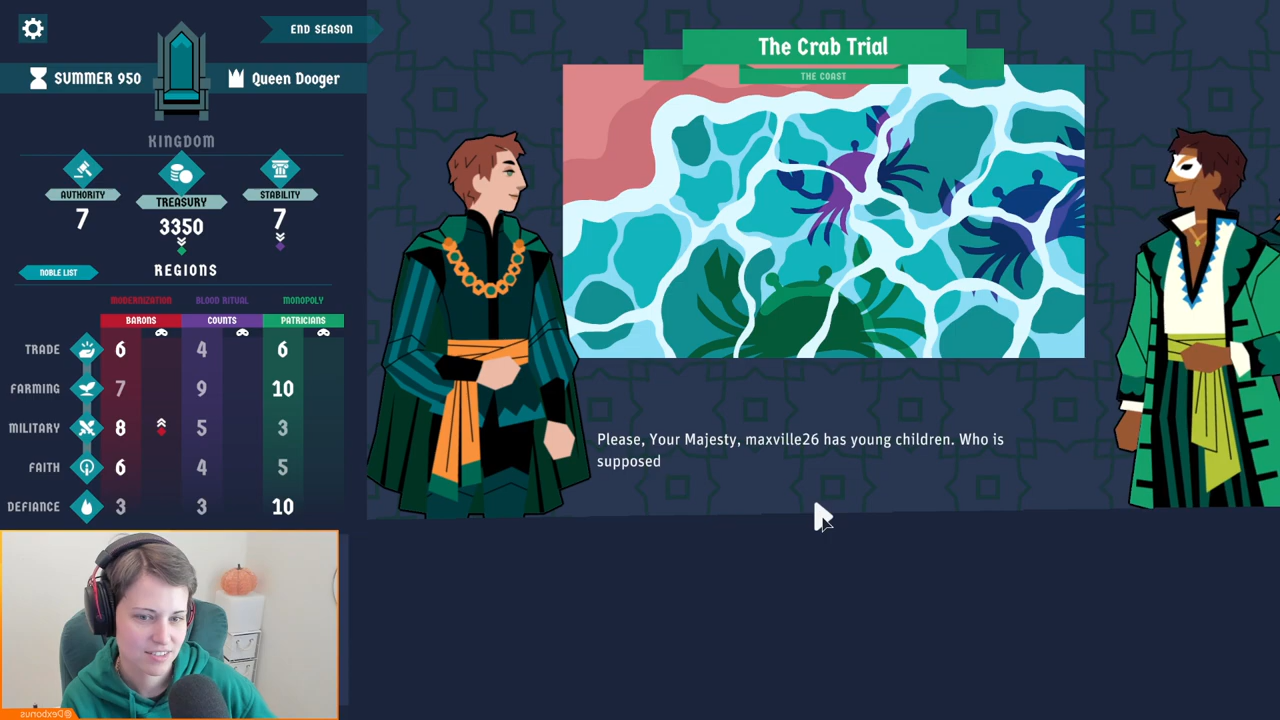 END SEASON
SUMMER 950
Queen Dooger
KINGDOM
AUTHORITY
TREASURY
STABILITY
7
3350
7
NOBLE LIST
REGIONS
MODERNIZATION BLOOD RITUAL MONOPOLY
BARONS COUNTS PATRICIANS
TRADE 6 4 6
FARMING 7 9 10
MILITARY 8 5 3
FAITH 6 4 5
DEFIANCE 3 3 10
The Crab Trial
THE COAST
Please, Your Majesty, maxville26 has young children. Who is
supposed
@Dexbonus